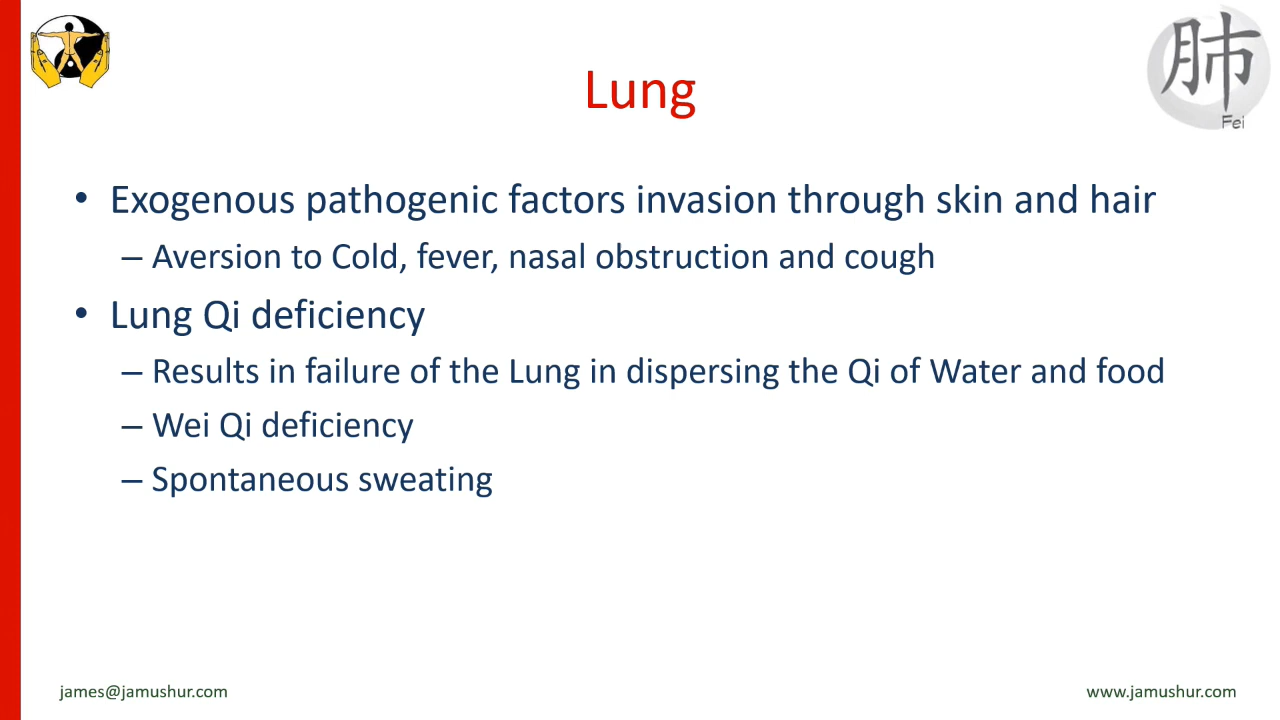 肺
Fei
Lung
• Exogenous pathogenic factors invasion through skin and hair
– Aversion to Cold, fever, nasal obstruction and cough
• Lung Qi deficiency
– Results in failure of the Lung in dispersing the Qi of Water and food
– Wei Qi deficiency
– Spontaneous sweating
james@jamushur.com
www.jamushur.com